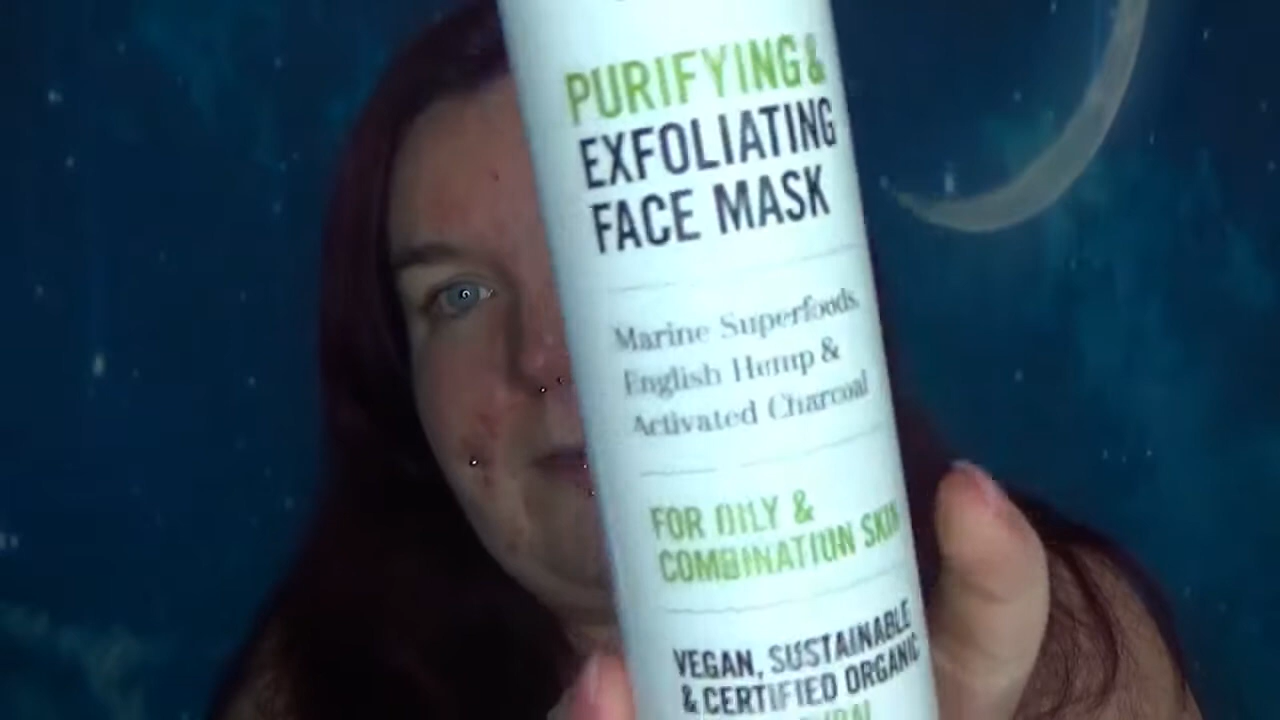 PURIFYING&
EXFOLIATING
FACE MASK
Marine Superfoods,
English Hemp &
Activated Charcoal
FOR OILY &
COMBINATION SKIN
VEGAN, SUSTAINABLE
& CERTIFIED ORGANIC